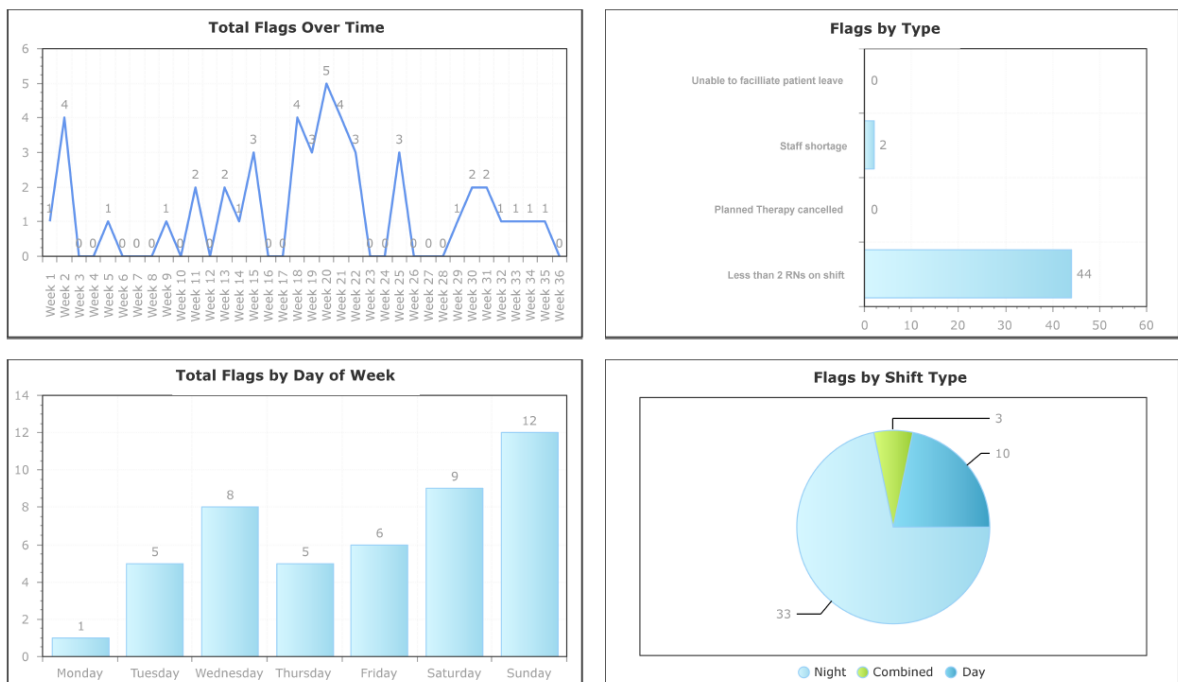 Total Flags Over Time
6
5
4
3
2
1
0
1 4 0 0 1 0 0 0 1 0 2 0 2 1 3 0 0 4 3 5 4 3 0 0 3 0 0 0 1 2 2 1 1 1 1 0
Week 1
Week 2
Week 3
Week 4
Week 5
Week 6
Week 7
Week 8
Week 9
Week 10
Week 11
Week 12
Week 13
Week 14
Week 15
Week 16
Week 17
Week 18
Week 19
Week 20
Week 21
Week 22
Week 23
Week 24
Week 25
Week 26
Week 27
Week 28
Week 29
Week 30
Week 31
Week 32
Week 33
Week 34
Week 35
Week 36
Flags by Type
Unable to facilliate patient leave 0
Staff shortage 2
Planned Therapy cancelled 0
Less than 2 RNs on shift 44
0 10 20 30 40 50 60
Total Flags by Day of Week
14
12
10
8
6
4
2
0
1 5 8 5 6 9 12
Monday Tuesday Wednesday Thursday Friday Saturday Sunday
Flags by Shift Type
3
10
33
Night Combined Day